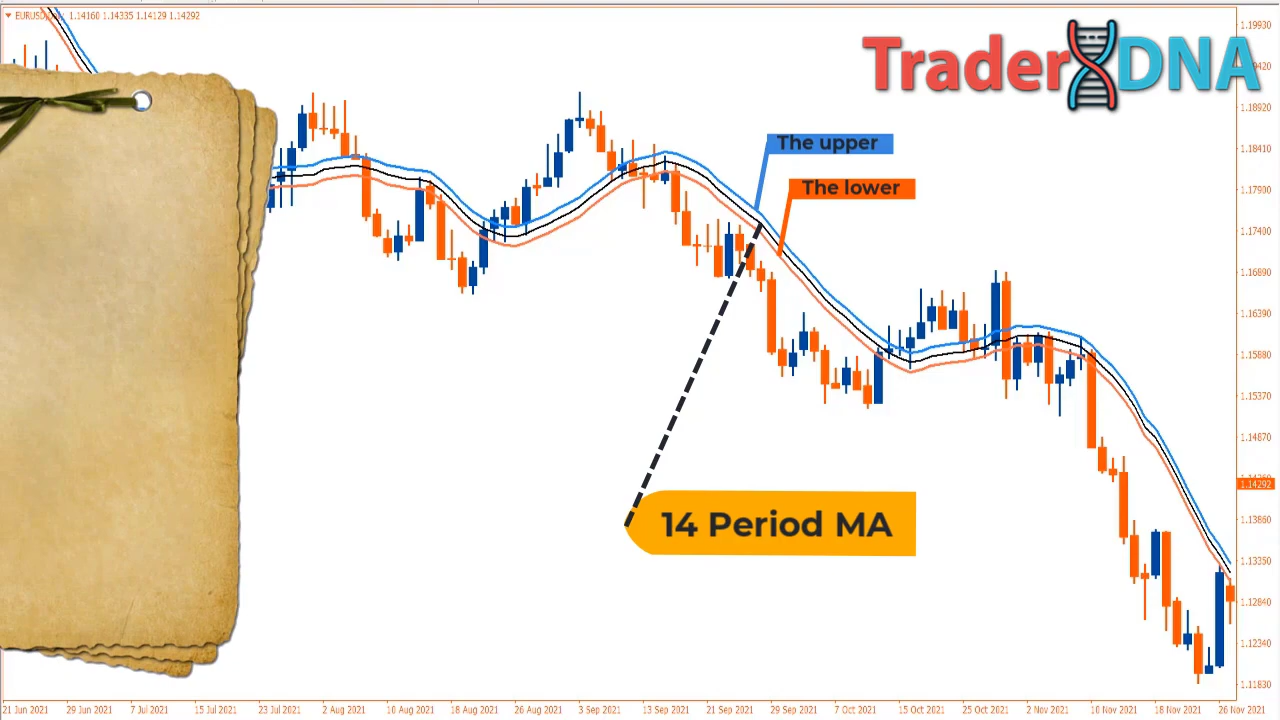 1.14160 1.14335 1.14129 1.14292
Trader DNA
The upper
The lower
14 Period MA
1.19930
1.18920
1.18410
1.17900
1.17400
1.16890
1.16390
1.15880
1.15370
1.14870
1.14292
1.13860
1.13350
1.12840
1.12340
1.11830
21 Jun 2021 29 Jun 2021 7 Jul 2021 15 Jul 2021 23 Jul 2021 2 Aug 2021 10 Aug 2021 18 Aug 2021 26 Aug 2021 3 Sep 2021 13 Sep 2021 21 Sep 2021 29 Sep 2021 7 Oct 2021 15 Oct 2021 25 Oct 2021 2 Nov 2021 10 Nov 2021 18 Nov 2021 26 Nov 2021